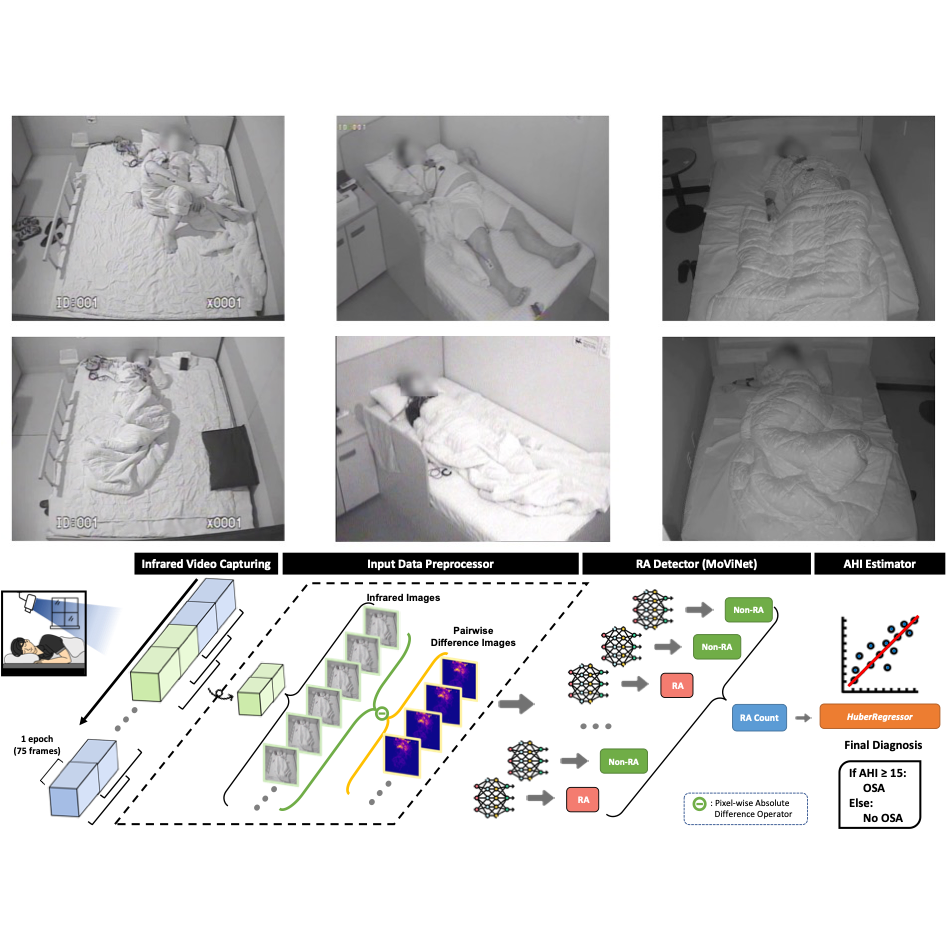 ID 001
ID:001
X0001
ID:001
X0001
Infrared Video Capturing
Input Data Preprocessor
RA Detector (MoViNet)
AHI Estimator
Infrared Images
Pairwise
Difference Images
1 epoch
(75 frames)
Non-RA
Non-RA
RA
Non-RA
RA
RA Count
HuberRegressor
Final Diagnosis
If AHI ≥ 15:
OSA
Else:
No OSA
: Pixel-wise Absolute
Difference Operator